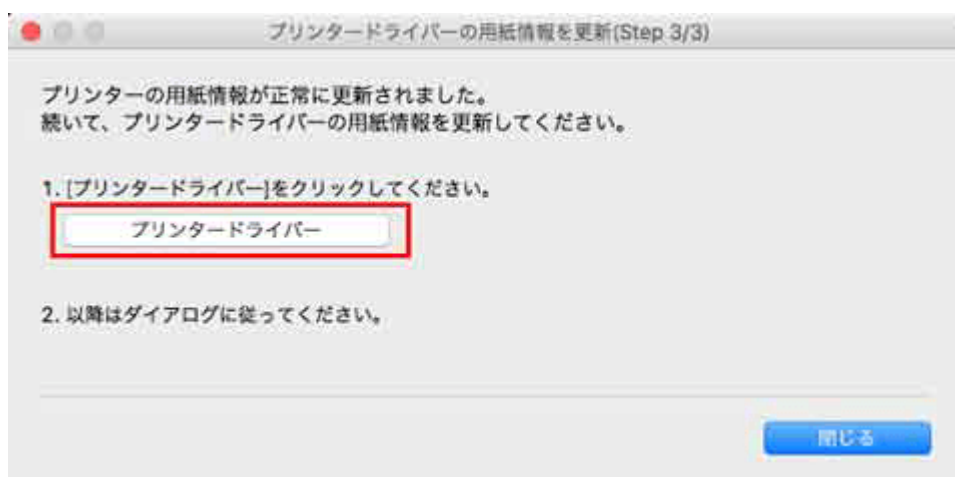 プリンタードライバーの用紙情報を更新(Step 3/3)
プリンターの用紙情報が正常に更新されました。
続いて、プリンタードライバーの用紙情報を更新してください。
1. [プリンタードライバー]をクリックしてください。
プリンタードライバー
2. 以降はダイアログに従ってください。
閉じる